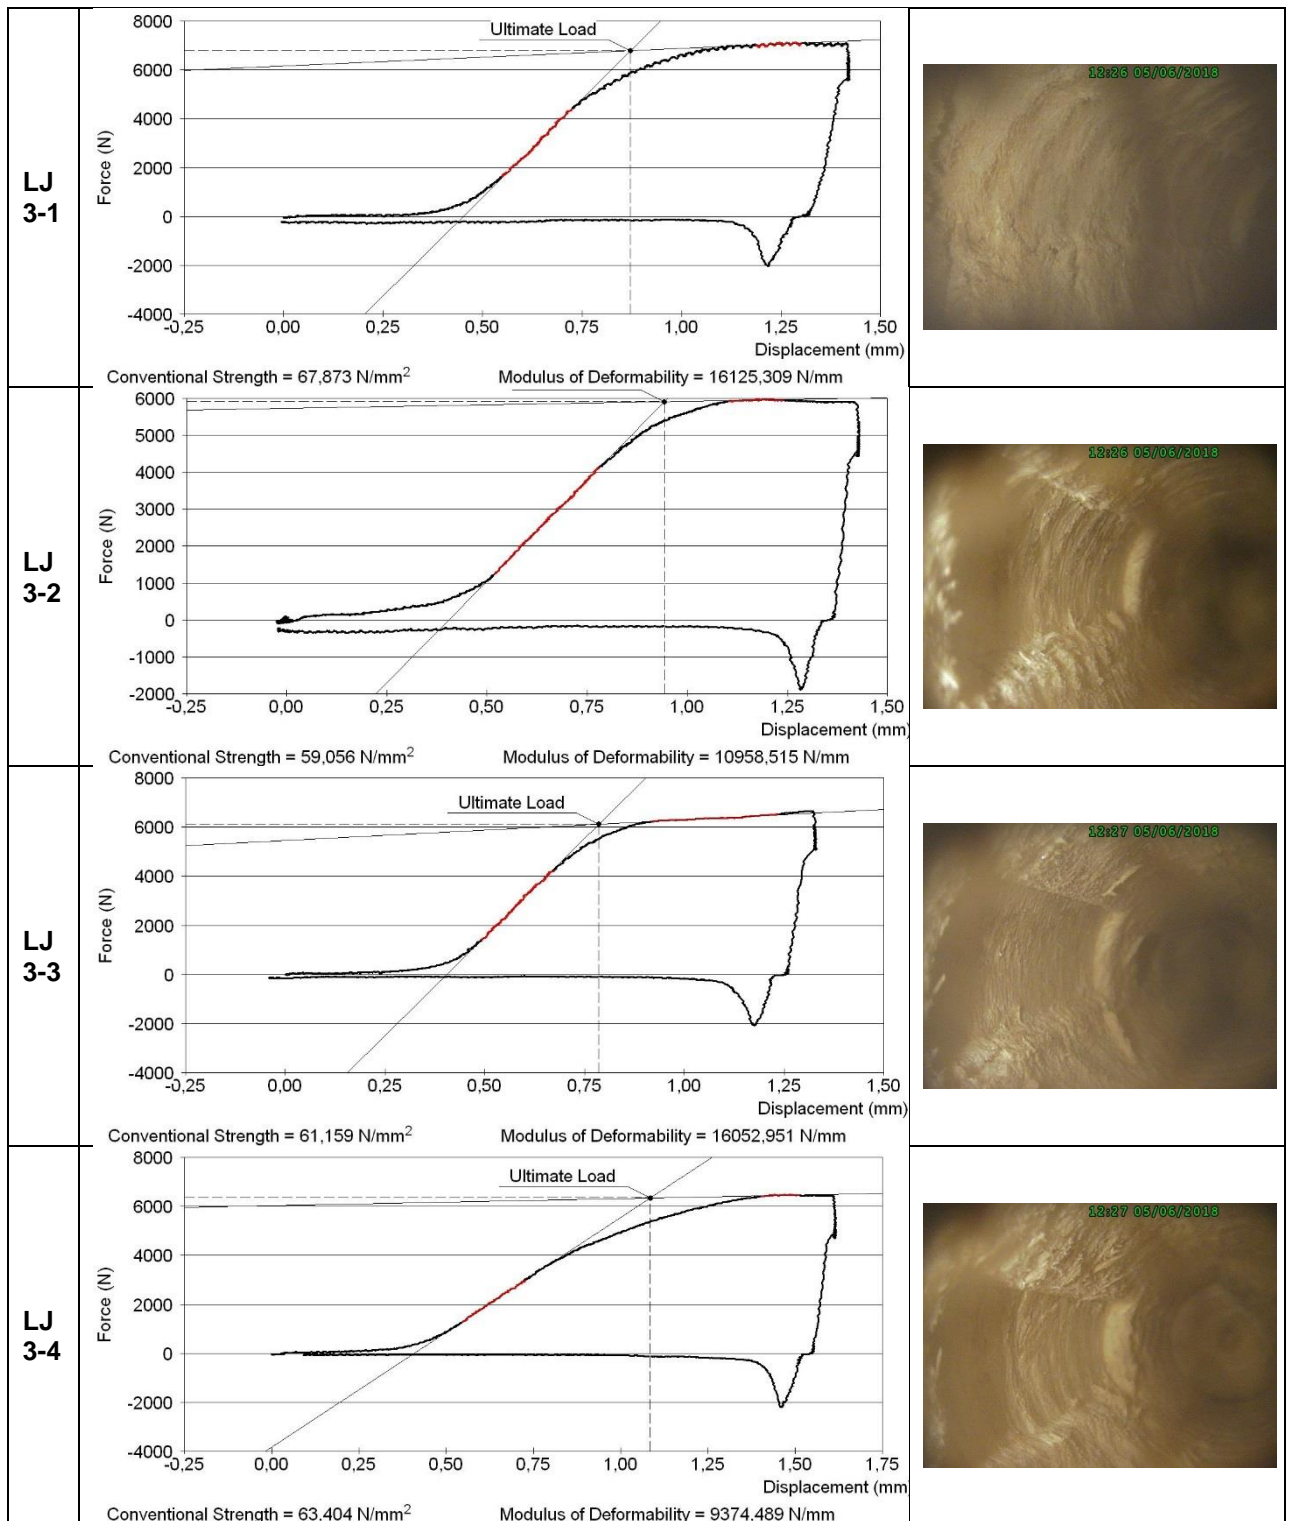 LJ
3-1
8000
6000
4000
2000
0
-2000
-4000
Force (N)
Ultimate Load
-0,25 0,00 0,25 0,50 0,75 1,00 1,25 1,50
Displacement (mm)
Conventional Strength = 67,873 N/mm² Modulus of Deformability = 16125,309 N/mm
12:26 05/06/2018
LJ
3-2
6000
5000
4000
3000
2000
1000
0
-1000
-2000
Force (N)
-0,25 0,00 0,25 0,50 0,75 1,00 1,25 1,50
Displacement (mm)
Conventional Strength = 59,056 N/mm² Modulus of Deformability = 10958,515 N/mm
12:26 05/06/2018
LJ
3-3
8000
6000
4000
2000
0
-2000
-4000
Force (N)
Ultimate Load
-0,25 0,00 0,25 0,50 0,75 1,00 1,25 1,50
Displacement (mm)
Conventional Strength = 61,159 N/mm² Modulus of Deformability = 16052,951 N/mm
12:27 05/06/2018
LJ
3-4
8000
6000
4000
2000
0
-2000
-4000
Force (N)
Ultimate Load
-0,25 0,00 0,25 0,50 0,75 1,00 1,25 1,50 1,75
Displacement (mm)
Conventional Strength = 63,404 N/mm² Modulus of Deformability = 9374,489 N/mm
12:27 05/06/2018